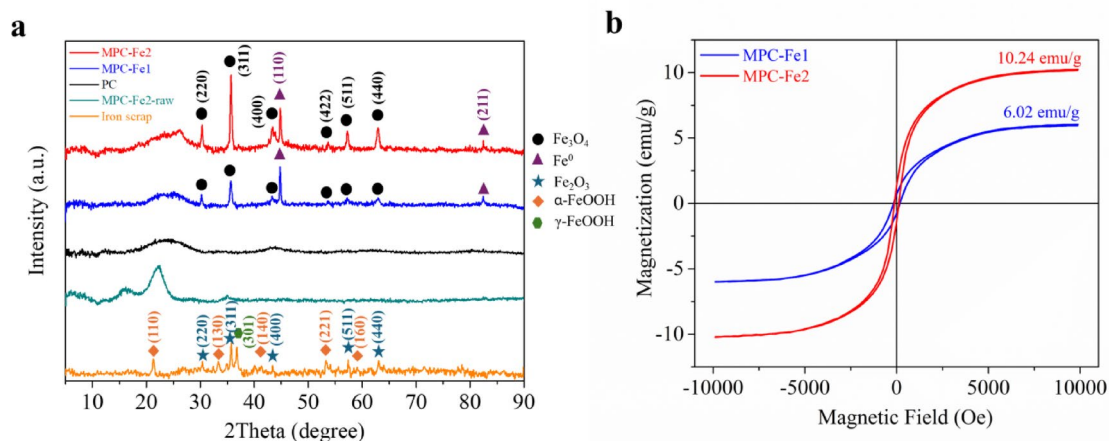 a
MPC-Fe2
MPC-Fe1
PC
MPC-Fe2-raw
Iron scrap
(220)
(311)
(400)
(110)
(422)
(511)
(440)
(211)
Fe₃O₄
Fe⁰
Fe₂O₃
α-FeOOH
γ-FeOOH
(110)
(220)
(130)
(311)
(301)
(140)
(400)
(221)
(511)
(160)
(440)
Intensity (a.u.)
10 20 30 40 50 60 70 80 90
2Theta (degree)
b
MPC-Fe1
MPC-Fe2
10.24 emu/g
6.02 emu/g
10
5
0
-5
-10
Magnetization (emu/g)
-10000 -5000 0 5000 10000
Magnetic Field (Oe)